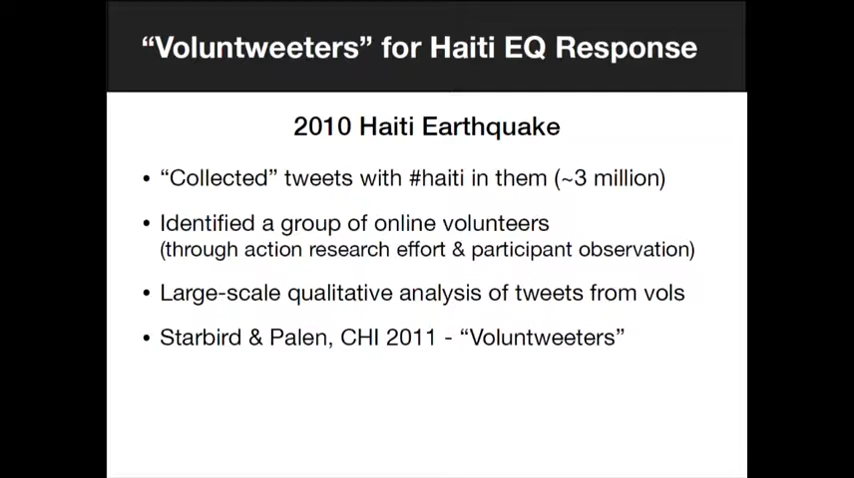 “Voluntweeters” for Haiti EQ Response
2010 Haiti Earthquake
• “Collected” tweets with #haiti in them (~3 million)
• Identified a group of online volunteers
(through action research effort & participant observation)
• Large-scale qualitative analysis of tweets from vols
• Starbird & Palen, CHI 2011 - “Voluntweeters”